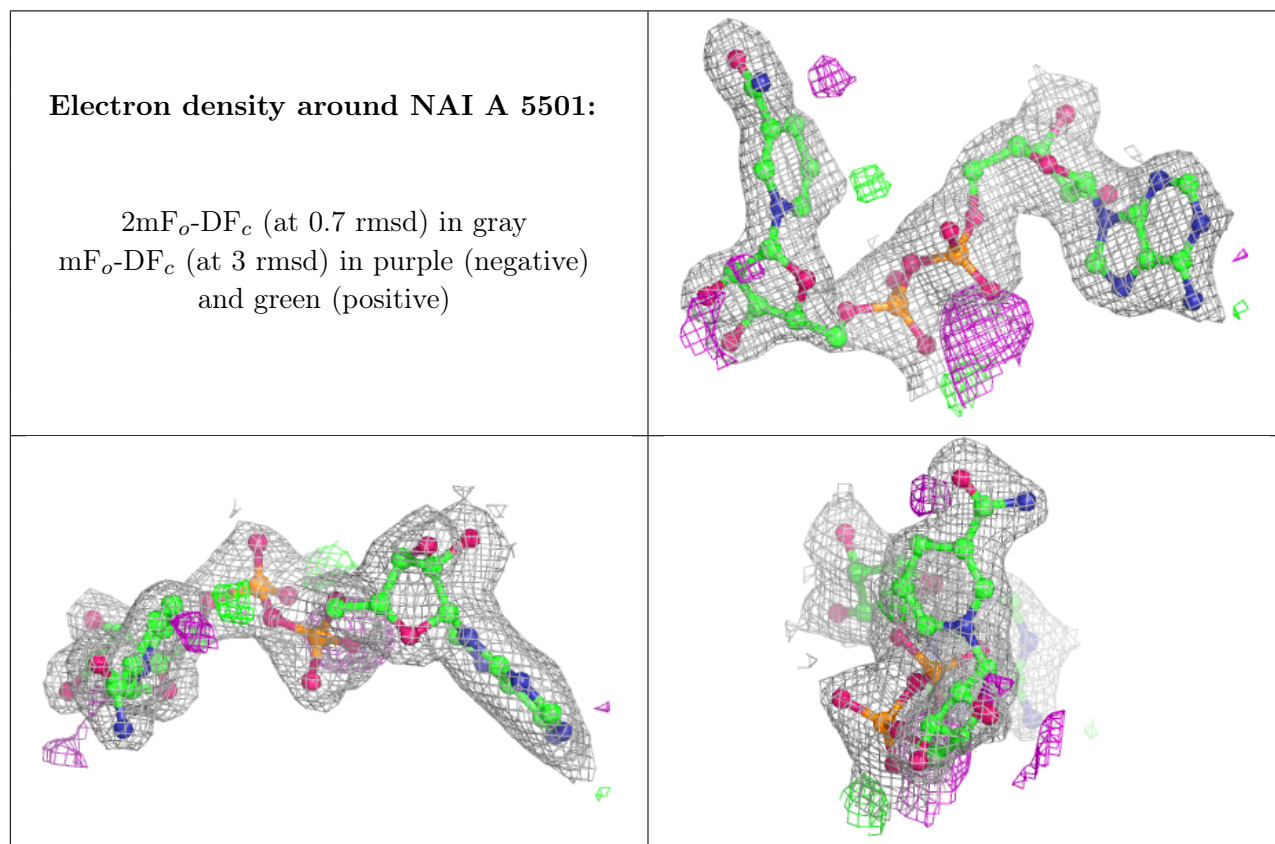 Electron density around NAI A 5501:
2mFo-DFc (at 0.7 rmsd) in gray
mFo-DFc (at 3 rmsd) in purple (negative)
and green (positive)